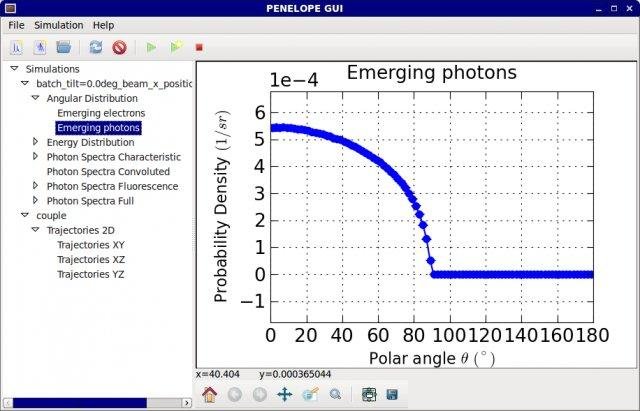 PENELOPE GUI
File Simulation Help
Simulations
batch_tilt=0.0deg_beam_x_positic
Angular Distribution
Emerging electrons
Emerging photons
Energy Distribution
Photon Spectra Characteristic
Photon Spectra Convoluted
Photon Spectra Fluorescence
Photon Spectra Full
couple
Trajectories 2D
Trajectories XY
Trajectories XZ
Trajectories YZ
1e−4
Emerging photons
6
5
4
3
2
1
0
−1
Probability Density (1/sr)
0 20 40 60 80 100 120 140 160 180
Polar angle θ (°)
x=40.404 y=0.000365044